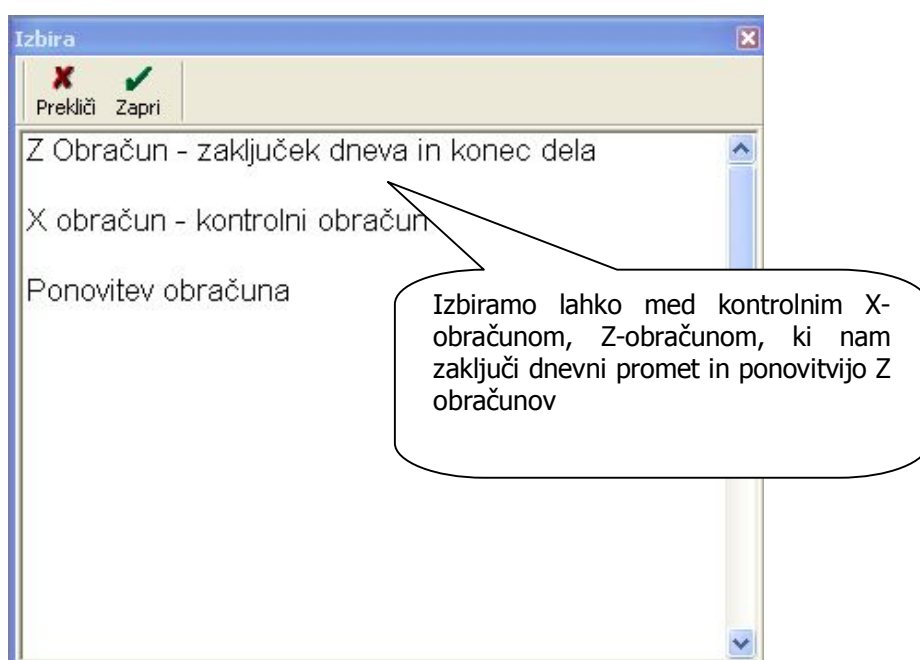 Izbira
Prekliči Zapri
Z Obračun - zaključek dneva in konec dela
X obračun - kontrolni obračun
Ponovitev obračuna
Izbiramo lahko med kontrolnim X-
obračunom, Z-obračunom, ki nam
zaključi dnevni promet in ponovitvijo Z
obračunov